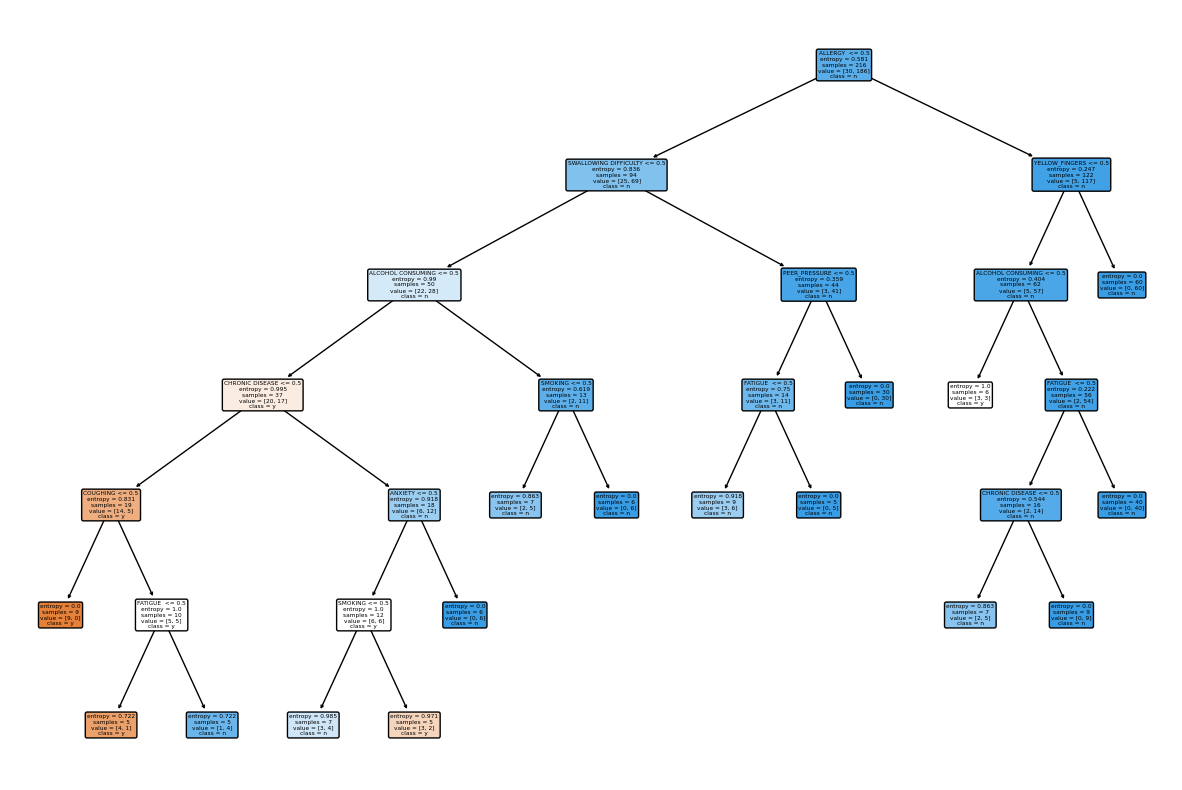 ALLERGY  <= 0.5
entropy = 0.581
samples = 216
value = [30, 186]
class = n
SWALLOWING DIFFICULTY <= 0.5
entropy = 0.836
samples = 94
value = [25, 69]
class = n
YELLOW_FINGERS <= 0.5
entropy = 0.247
samples = 122
value = [5, 117]
class = n
ALCOHOL CONSUMING <= 0.5
entropy = 0.99
samples = 50
value = [22, 28]
class = n
PEER_PRESSURE <= 0.5
entropy = 0.359
samples = 44
value = [3, 41]
class = n
ALCOHOL CONSUMING <= 0.5
entropy = 0.404
samples = 62
value = [5, 57]
class = n
entropy = 0.0
samples = 60
value = [0, 60]
class = n
CHRONIC DISEASE <= 0.5
entropy = 0.995
samples = 37
value = [20, 17]
class = y
SMOKING <= 0.5
entropy = 0.619
samples = 13
value = [2, 11]
class = n
FATIGUE  <= 0.5
entropy = 0.75
samples = 14
value = [3, 11]
class = n
entropy = 0.0
samples = 30
value = [0, 30]
class = n
entropy = 1.0
samples = 6
value = [3, 3]
class = y
FATIGUE  <= 0.5
entropy = 0.222
samples = 56
value = [2, 54]
class = n
COUGHING <= 0.5
entropy = 0.831
samples = 19
value = [14, 5]
class = y
ANXIETY <= 0.5
entropy = 0.918
samples = 18
value = [6, 12]
class = n
entropy = 0.863
samples = 7
value = [2, 5]
class = n
entropy = 0.0
samples = 6
value = [0, 6]
class = n
entropy = 0.918
samples = 9
value = [3, 6]
class = n
entropy = 0.0
samples = 5
value = [0, 5]
class = n
CHRONIC DISEASE <= 0.5
entropy = 0.544
samples = 16
value = [2, 14]
class = n
entropy = 0.0
samples = 40
value = [0, 40]
class = n
entropy = 0.0
samples = 9
value = [9, 0]
class = y
FATIGUE  <= 0.5
entropy = 1.0
samples = 10
value = [5, 5]
class = y
SMOKING <= 0.5
entropy = 1.0
samples = 12
value = [6, 6]
class = y
entropy = 0.0
samples = 6
value = [0, 6]
class = n
entropy = 0.863
samples = 7
value = [2, 5]
class = n
entropy = 0.0
samples = 9
value = [0, 9]
class = n
entropy = 0.722
samples = 5
value = [4, 1]
class = y
entropy = 0.722
samples = 5
value = [1, 4]
class = n
entropy = 0.985
samples = 7
value = [3, 4]
class = n
entropy = 0.971
samples = 5
value = [3, 2]
class = y